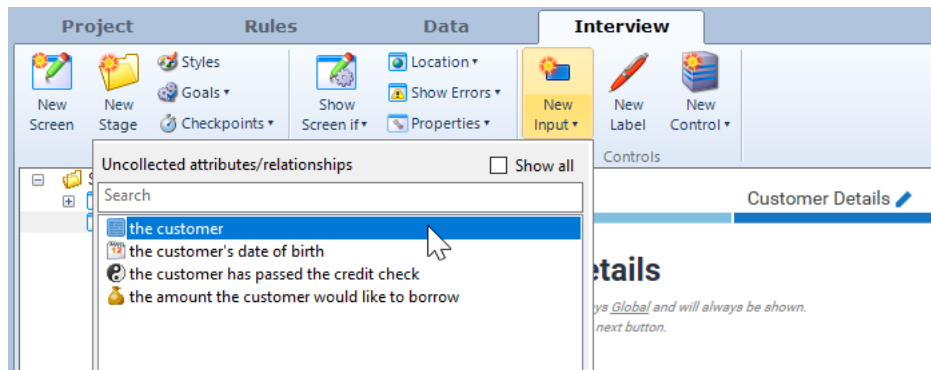 Project Rules Data Interview
Styles
Goals
Checkpoints
Location
Show Errors
Properties
New Screen
New Stage
Show Screen if
New Input
New Label
New Control
Controls
Uncollected attributes/relationships Show all
Search
the customer
the customer's date of birth
the customer has passed the credit check
the amount the customer would like to borrow
Customer Details
etails
ys Global and will always be shown.
next button.